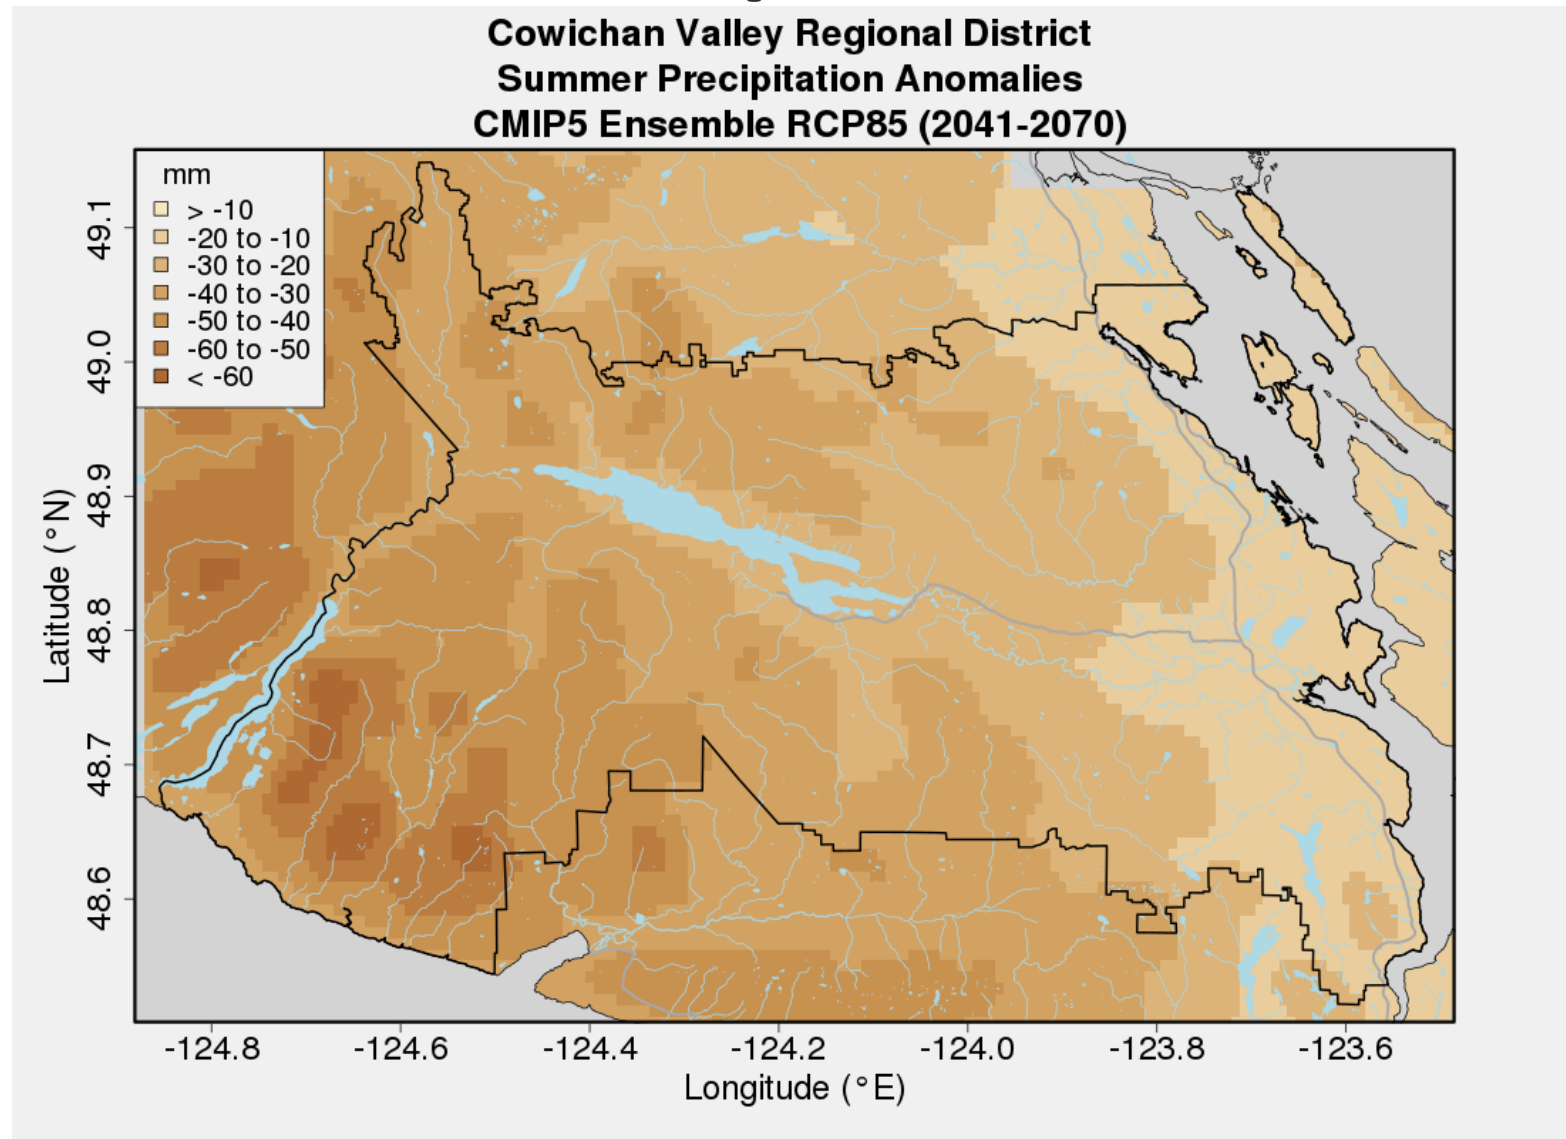 Cowichan Valley Regional District
Summer Precipitation Anomalies
CMIP5 Ensemble RCP85 (2041-2070)
mm
> -10
-20 to -10
-30 to -20
-40 to -30
-50 to -40
-60 to -50
< -60
49.1
49.0
48.9
48.8
48.7
48.6
Latitude (°N)
-124.8 -124.6 -124.4 -124.2 -124.0 -123.8 -123.6
Longitude (°E)